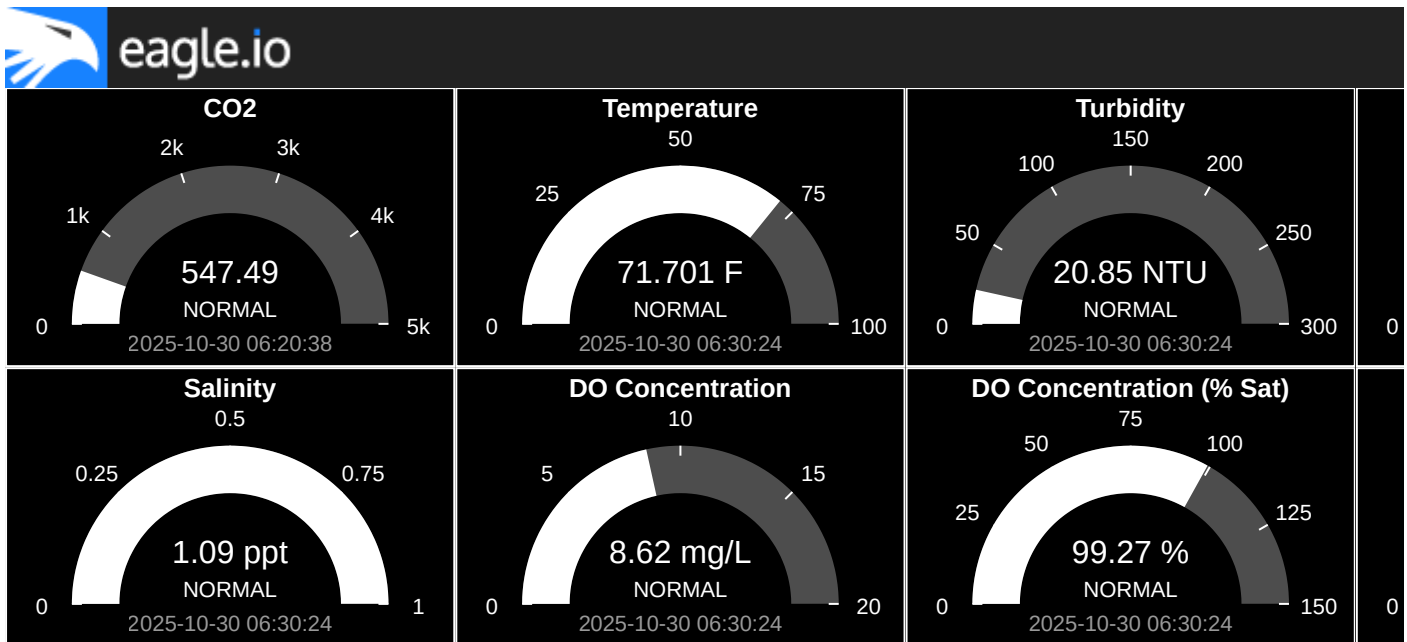 eagle.io
CO2
2k
3k
1k
4k
547.49
NORMAL
0
5k
2025-10-30 06:20:38
Temperature
50
25
75
71.701 F
NORMAL
0
100
2025-10-30 06:30:24
Turbidity
150
100
200
50
250
20.85 NTU
NORMAL
0
300
2025-10-30 06:30:24
0
Salinity
0.5
0.25
0.75
1.09 ppt
NORMAL
0
1
2025-10-30 06:30:24
DO Concentration
10
5
15
8.62 mg/L
NORMAL
0
20
2025-10-30 06:30:24
DO Concentration (% Sat)
75
50
100
25
125
99.27 %
NORMAL
0
150
2025-10-30 06:30:24
0